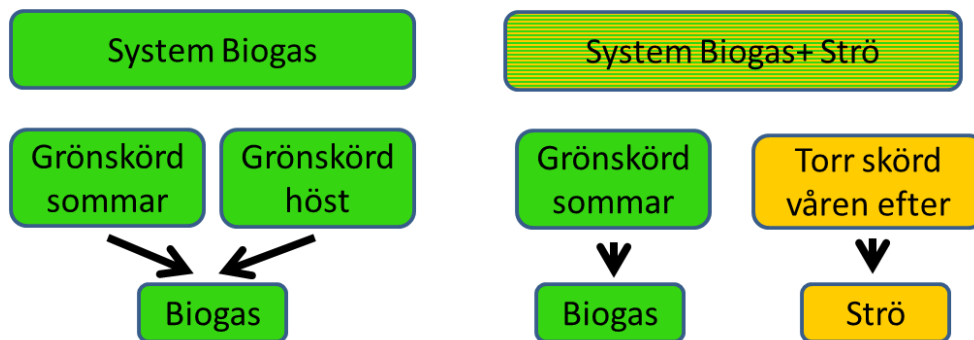 System Biogas
System Biogas+ Strö
Grönskörd
sommar
Grönskörd
höst
Grönskörd
sommar
Torr skörd
våren efter
Biogas
Biogas
Strö